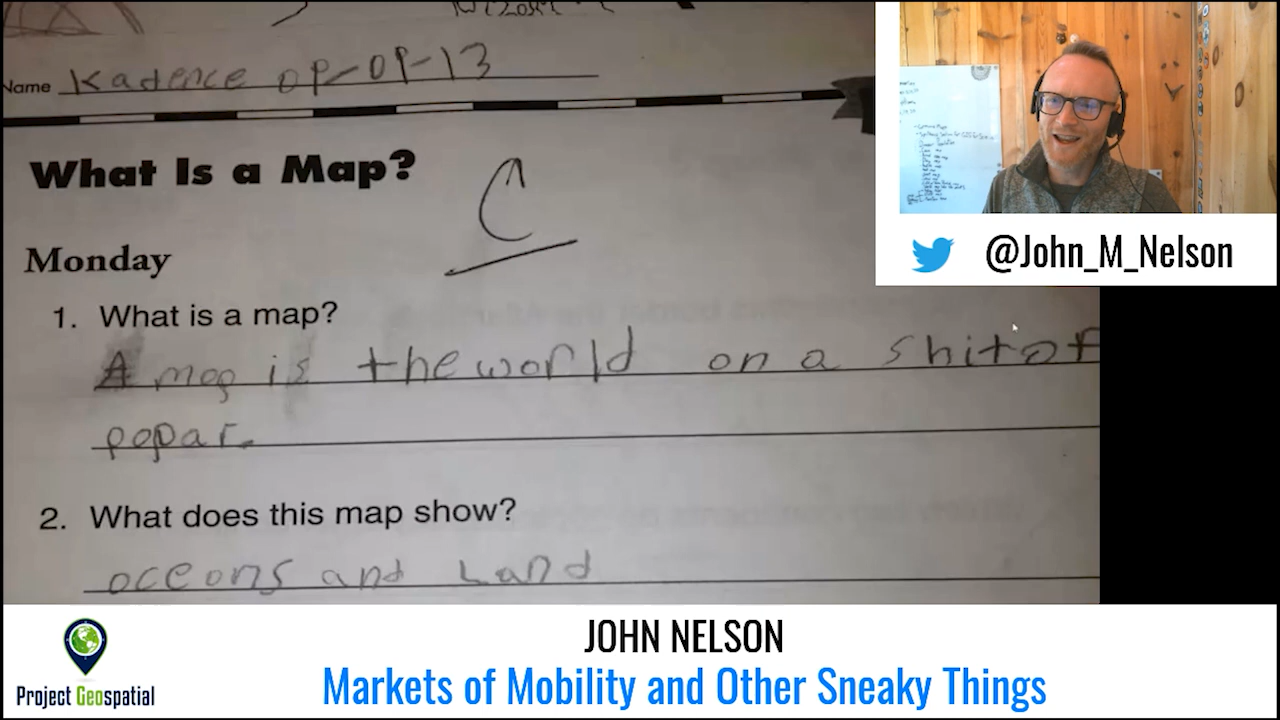 Name Kadence 09-09-13
What Is a Map?
C
Monday
1. What is a map?
A map is the world on a shit of
popar.
2. What does this map show?
oceans and Land
@John_M_Nelson
JOHN NELSON
Markets of Mobility and Other Sneaky Things
Project Geospatial